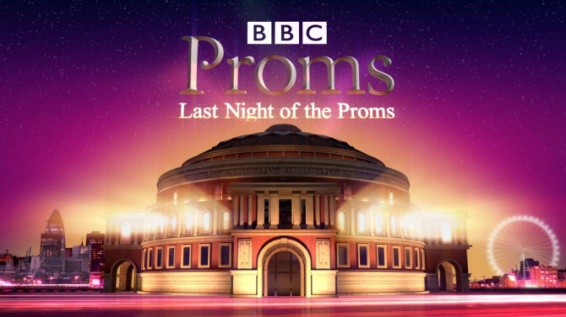 BBC
Proms
Last Night of the Proms